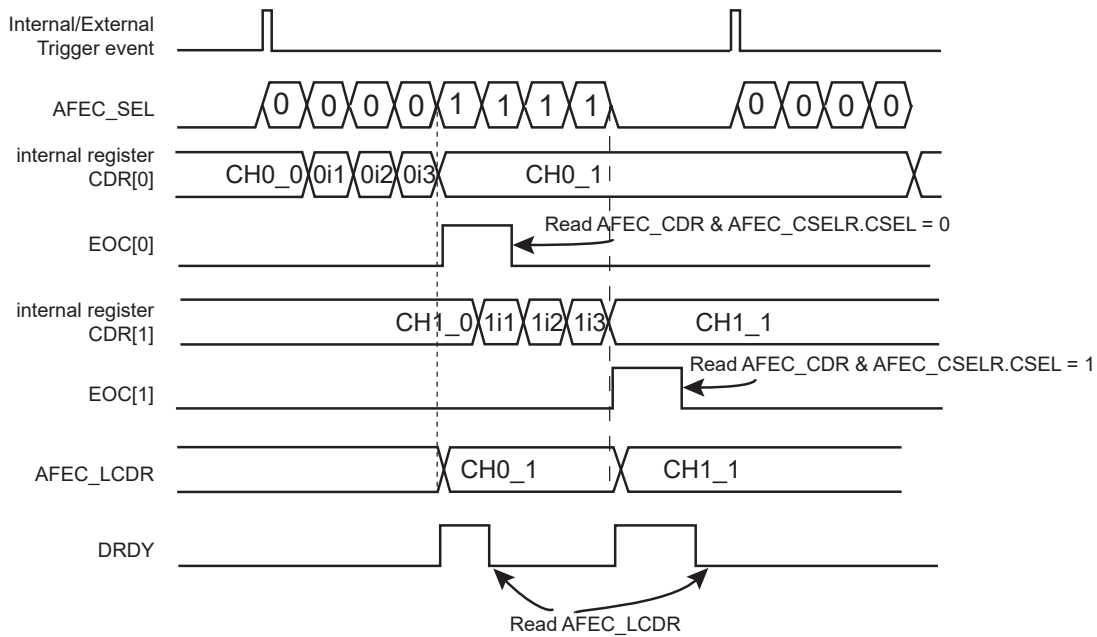 Internal/External
Trigger event
AFEC_SEL
0 0 0 0 1 1 1 1 0 0 0 0
internal register
CDR[0]
CH0_0 0i1 0i2 0i3 CH0_1
EOC[0]
Read AFEC_CDR & AFEC_CSELR.CSEL = 0
internal register
CDR[1]
CH1_0 1i1 1i2 1i3 CH1_1
Read AFEC_CDR & AFEC_CSELR.CSEL = 1
EOC[1]
AFEC_LCDR
CH0_1 CH1_1
DRDY
Read AFEC_LCDR